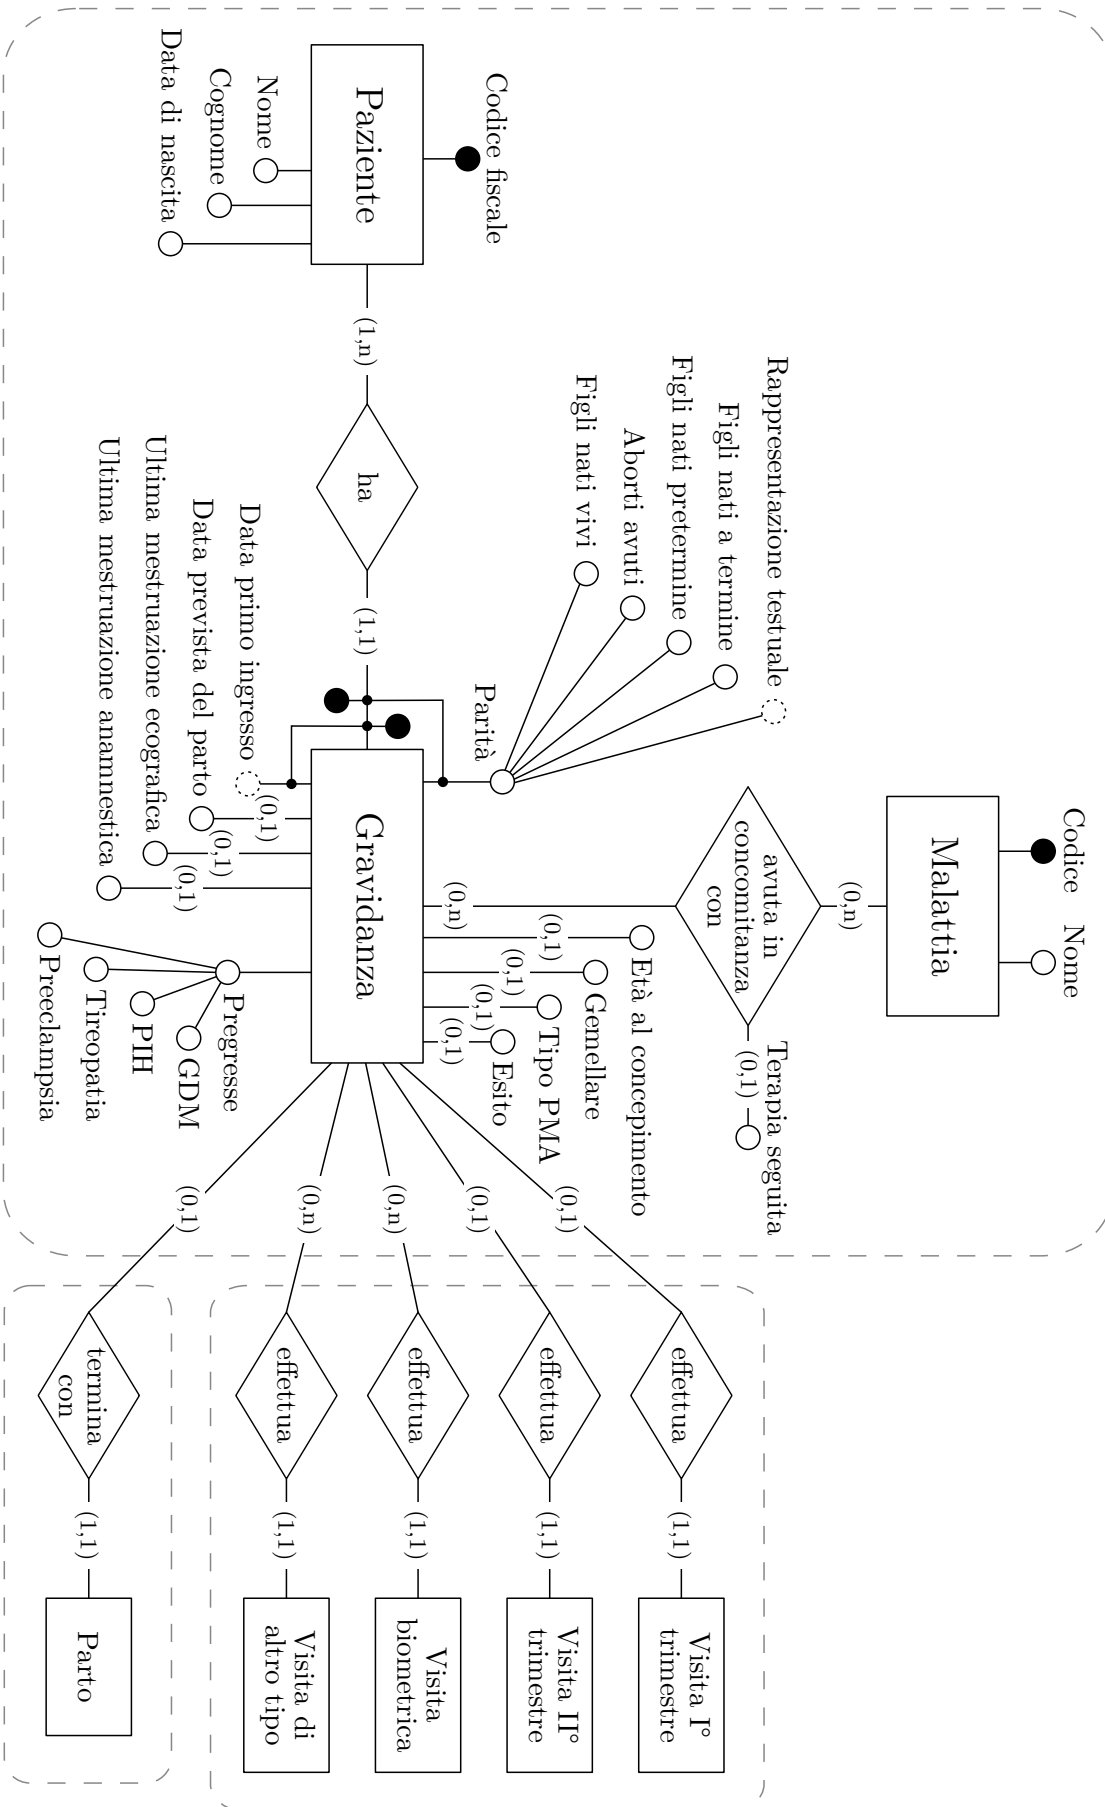 Codice fiscale
Paziente
Nome
Cognome
Data di nascita
(1,n)
ha
(1,1)
Rappresentazione testuale
Figli nati a termine
Figli nati pretermine
Aborti avuti
Figli nati vivi
Parità
Data primo ingresso
Data prevista del parto
Ultima mestruazione ecografica
Ultima mestruazione anamnestica
(0,1)
(0,1)
(0,1)
Gravidanza
Codice
Nome
Malattia
(0,n)
avuta in
concomitanza
con
(0,n)
Terapia seguita
(0,1)
(0,1)
Età al concepimento
(0,1)
Gemellare
(0,1)
Tipo PMA
(0,1)
Esito
Pregresse
GDM
PIH
Tireopatia
Preeclampsia
(0,1)
(0,1)
(0,n)
(0,n)
(0,1)
effettua
effettua
effettua
effettua
termina
con
(1,1)
(1,1)
(1,1)
(1,1)
(1,1)
Visita I°
trimestre
Visita II°
trimestre
Visita
biometrica
Visita di
altro tipo
Parto